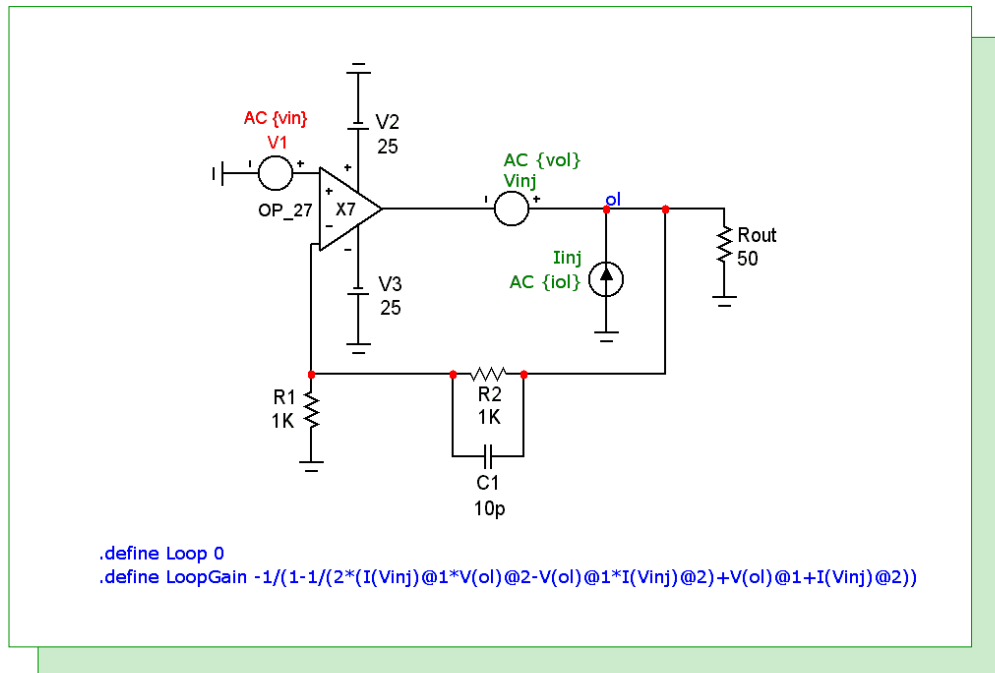 AC {vin}
V1
V2
25
AC {vol}
Vinj
OP_27
X7
ol
Rout
50
Iinj
AC {iol}
V3
25
R1
1K
R2
1K
C1
10p
.define Loop 0
.define LoopGain -1/(1-1/(2*(I(Vinj)@1*V(ol)@2-V(ol)@1*I(Vinj)@2)+V(ol)@1+I(Vinj)@2))